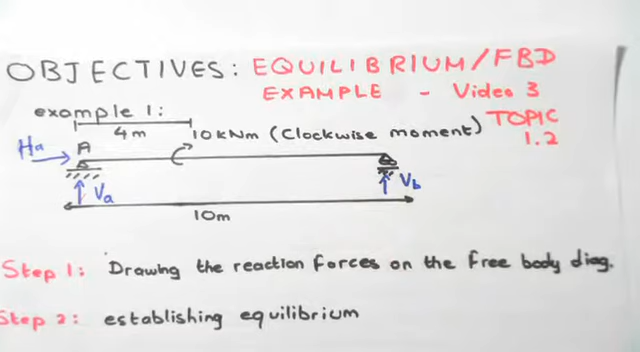 OBJECTIVES: EQUILIBRIUM/FBD
EXAMPLE - Video 3
TOPIC
1.2
example 1:
4m
10kNm (Clockwise moment)
Ha
A
Va
Vb
10m
Step 1: Drawing the reaction forces on the free body diag.
Step 2: establishing equilibrium